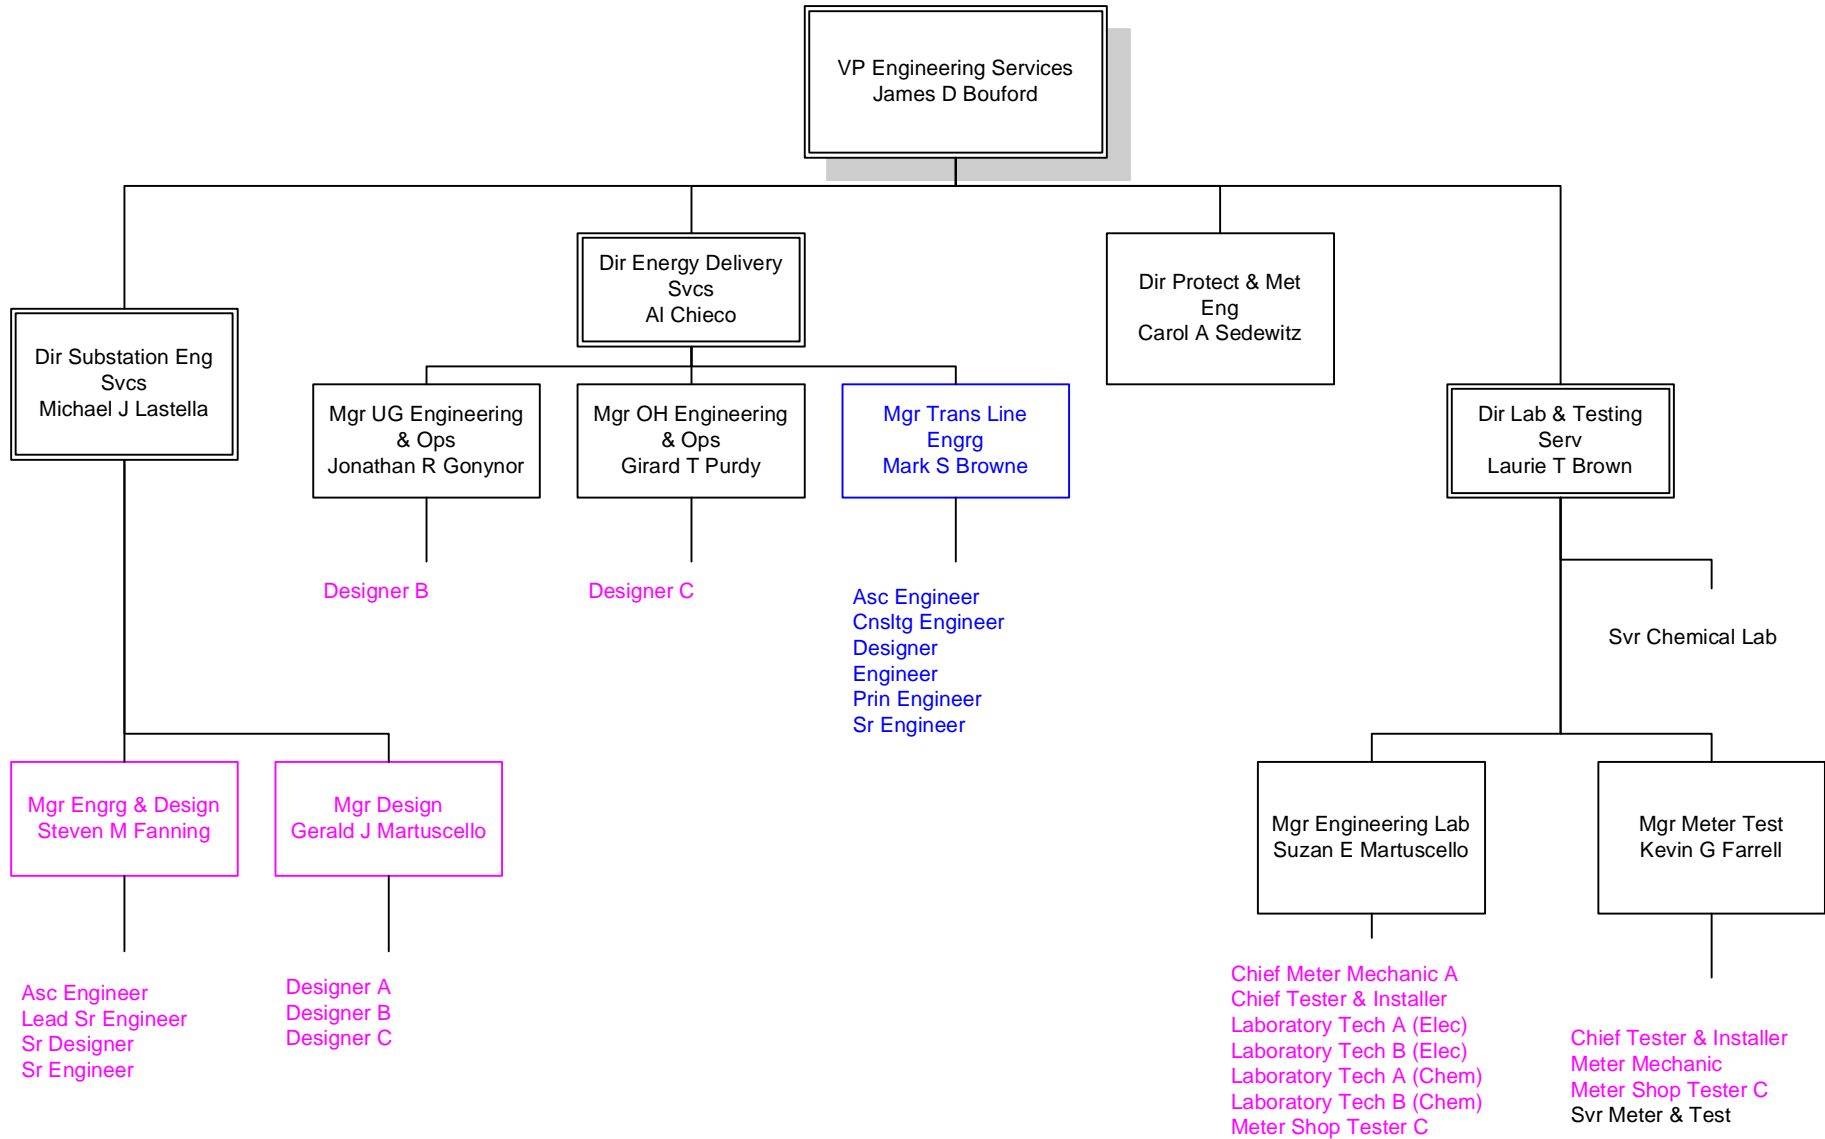 VP Engineering Services
James D Bouford
Dir Energy Delivery
Svcs
Al Chieco
Dir Protect & Met
Eng
Carol A Sedewitz
Dir Substation Eng
Svcs
Michael J Lastella
Mgr UG Engineering
& Ops
Jonathan R Gonynor
Mgr OH Engineering
& Ops
Girard T Purdy
Mgr Trans Line
Engrg
Mark S Browne
Dir Lab & Testing
Serv
Laurie T Brown
Designer B
Designer C
Asc Engineer
Cnsltg Engineer
Designer
Engineer
Prin Engineer
Sr Engineer
Svr Chemical Lab
Mgr Engrg & Design
Steven M Fanning
Mgr Design
Gerald J Martuscello
Mgr Engineering Lab
Suzan E Martuscello
Mgr Meter Test
Kevin G Farrell
Asc Engineer
Lead Sr Engineer
Sr Designer
Sr Engineer
Designer A
Designer B
Designer C
Chief Meter Mechanic A
Chief Tester & Installer
Laboratory Tech A (Elec)
Laboratory Tech B (Elec)
Laboratory Tech A (Chem)
Laboratory Tech B (Chem)
Meter Shop Tester C
Chief Tester & Installer
Meter Mechanic
Meter Shop Tester C
Svr Meter & Test